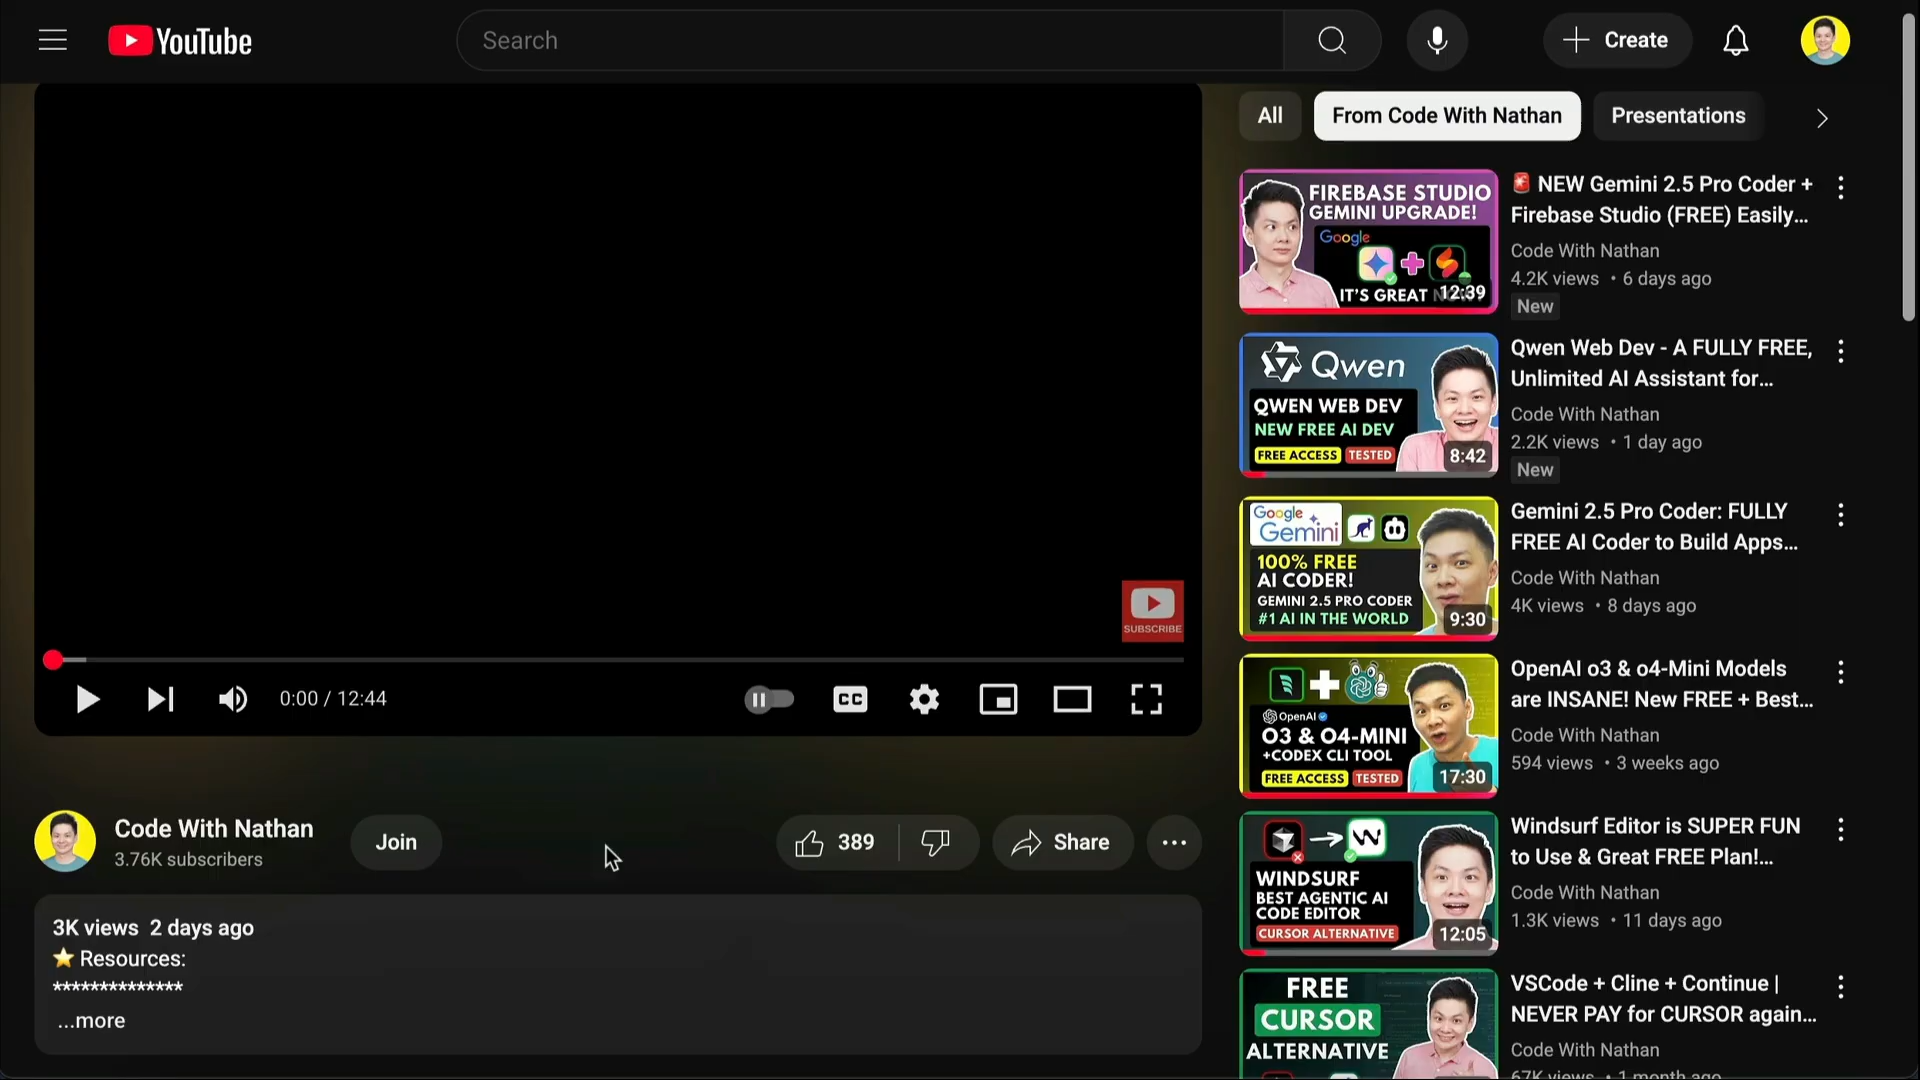 YouTube
Search
Create
All
From Code With Nathan
Presentations
FIREBASE STUDIO
GEMINI UPGRADE!
Google
IT'S GREAT
12:39
🚨 NEW Gemini 2.5 Pro Coder +
Firebase Studio (FREE) Easily...
Code With Nathan
4.2K views • 6 days ago
New
Qwen
QWEN WEB DEV
NEW FREE AI DEV
FREE ACCESS TESTED
8:42
Qwen Web Dev - A FULLY FREE,
Unlimited AI Assistant for...
Code With Nathan
2.2K views • 1 day ago
New
Google
Gemini
100% FREE
AI CODER!
GEMINI 2.5 PRO CODER
#1 AI IN THE WORLD
9:30
Gemini 2.5 Pro Coder: FULLY
FREE AI Coder to Build Apps...
Code With Nathan
4K views • 8 days ago
OpenAI
O3 & O4-MINI
+CODEX CLI TOOL
FREE ACCESS TESTED
17:30
OpenAI o3 & o4-Mini Models
are INSANE! New FREE + Best...
Code With Nathan
594 views • 3 weeks ago
WINDSURF
BEST AGENTIC AI
CODE EDITOR
CURSOR ALTERNATIVE
12:05
Windsurf Editor is SUPER FUN
to Use & Great FREE Plan!...
Code With Nathan
1.3K views • 11 days ago
FREE
CURSOR
ALTERNATIVE
VSCode + Cline + Continue |
NEVER PAY for CURSOR again...
Code With Nathan
67K views • 1 month ago
SUBSCRIBE
0:00 / 12:44
CC
Code With Nathan
3.76K subscribers
Join
389
Share
3K views 2 days ago
⭐ Resources:
**************
...more